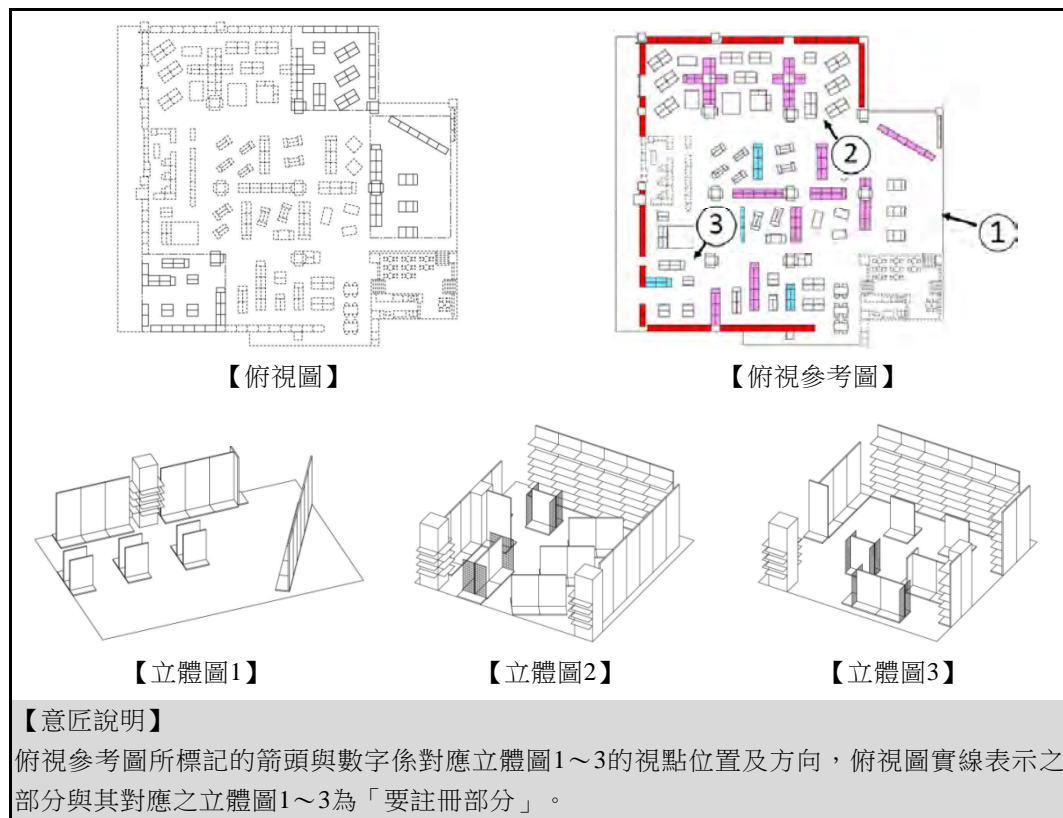 ②
③
①
【俯視圖】
【俯視參考圖】
【立體圖1】
【立體圖2】
【立體圖3】
【意匠說明】
俯視參考圖所標記的箭頭與數字係對應立體圖1～3的視點位置及方向，俯視圖實線表示之
部分與其對應之立體圖1～3為「要註冊部分」。